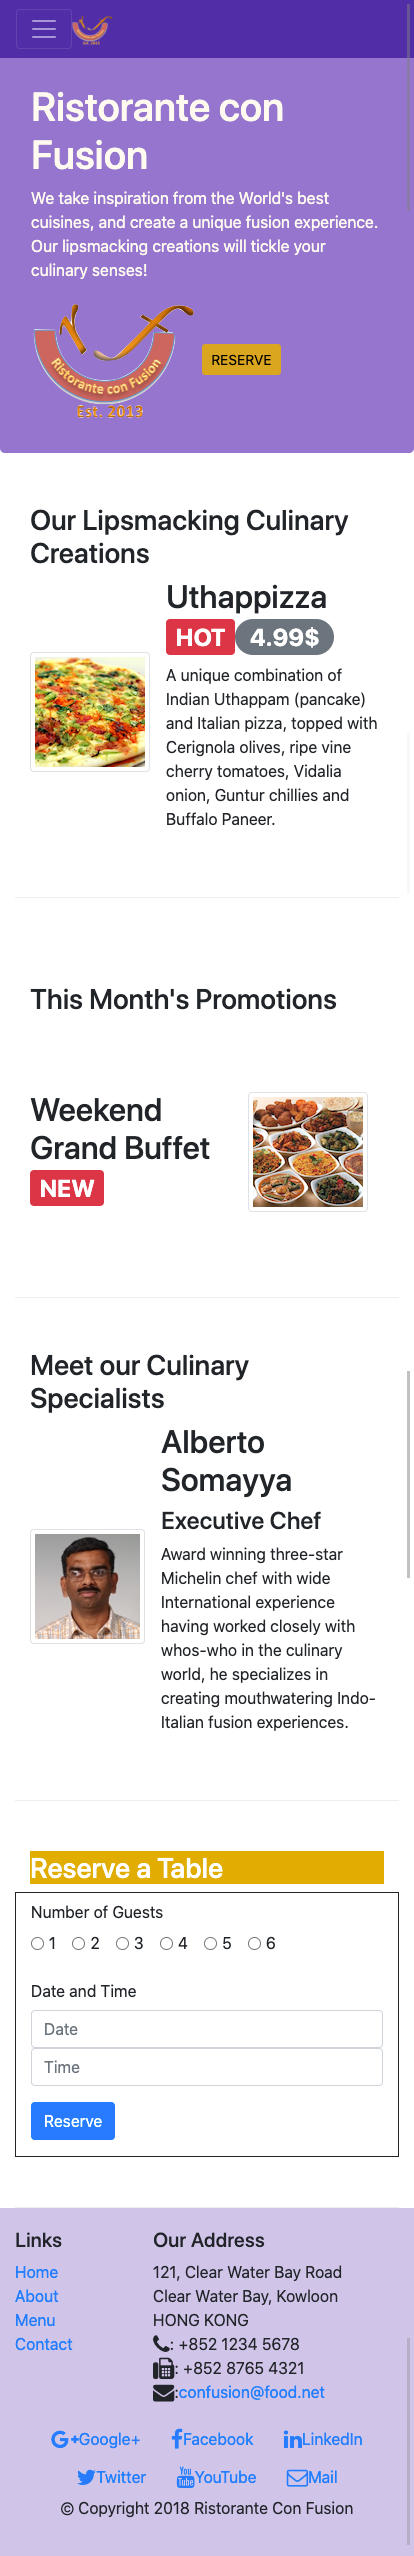 Est. 2013
Ristorante con
Fusion
We take inspiration from the World's best
cuisines, and create a unique fusion experience.
Our lipsmacking creations will tickle your
culinary senses!
Ristorante con Fusion
Est. 2013
RESERVE
Our Lipsmacking Culinary
Creations
Uthappizza
HOT 4.99$
A unique combination of
Indian Uthappam (pancake)
and Italian pizza, topped with
Cerignola olives, ripe vine
cherry tomatoes, Vidalia
onion, Guntur chillies and
Buffalo Paneer.
This Month's Promotions
Weekend
Grand Buffet
NEW
Meet our Culinary
Specialists
Alberto
Somayya
Executive Chef
Award winning three-star
Michelin chef with wide
International experience
having worked closely with
whos-who in the culinary
world, he specializes in
creating mouthwatering Indo-
Italian fusion experiences.
Reserve a Table
Number of Guests
1 2 3 4 5 6
Date and Time
Date
Time
Reserve
Links
Home
About
Menu
Contact
Our Address
121, Clear Water Bay Road
Clear Water Bay, Kowloon
HONG KONG
: +852 1234 5678
: +852 8765 4321
:confusion@food.net
Google+ Facebook LinkedIn
Twitter YouTube Mail
© Copyright 2018 Ristorante Con Fusion